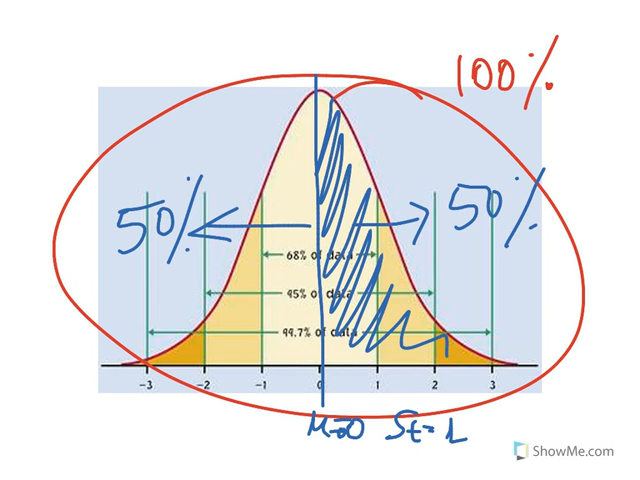 100%.
50%
50%
68% of data
95% of data
99.7% of data
-3 -2 -1 0 1 2 3
M=0 St=1
ShowMe.com